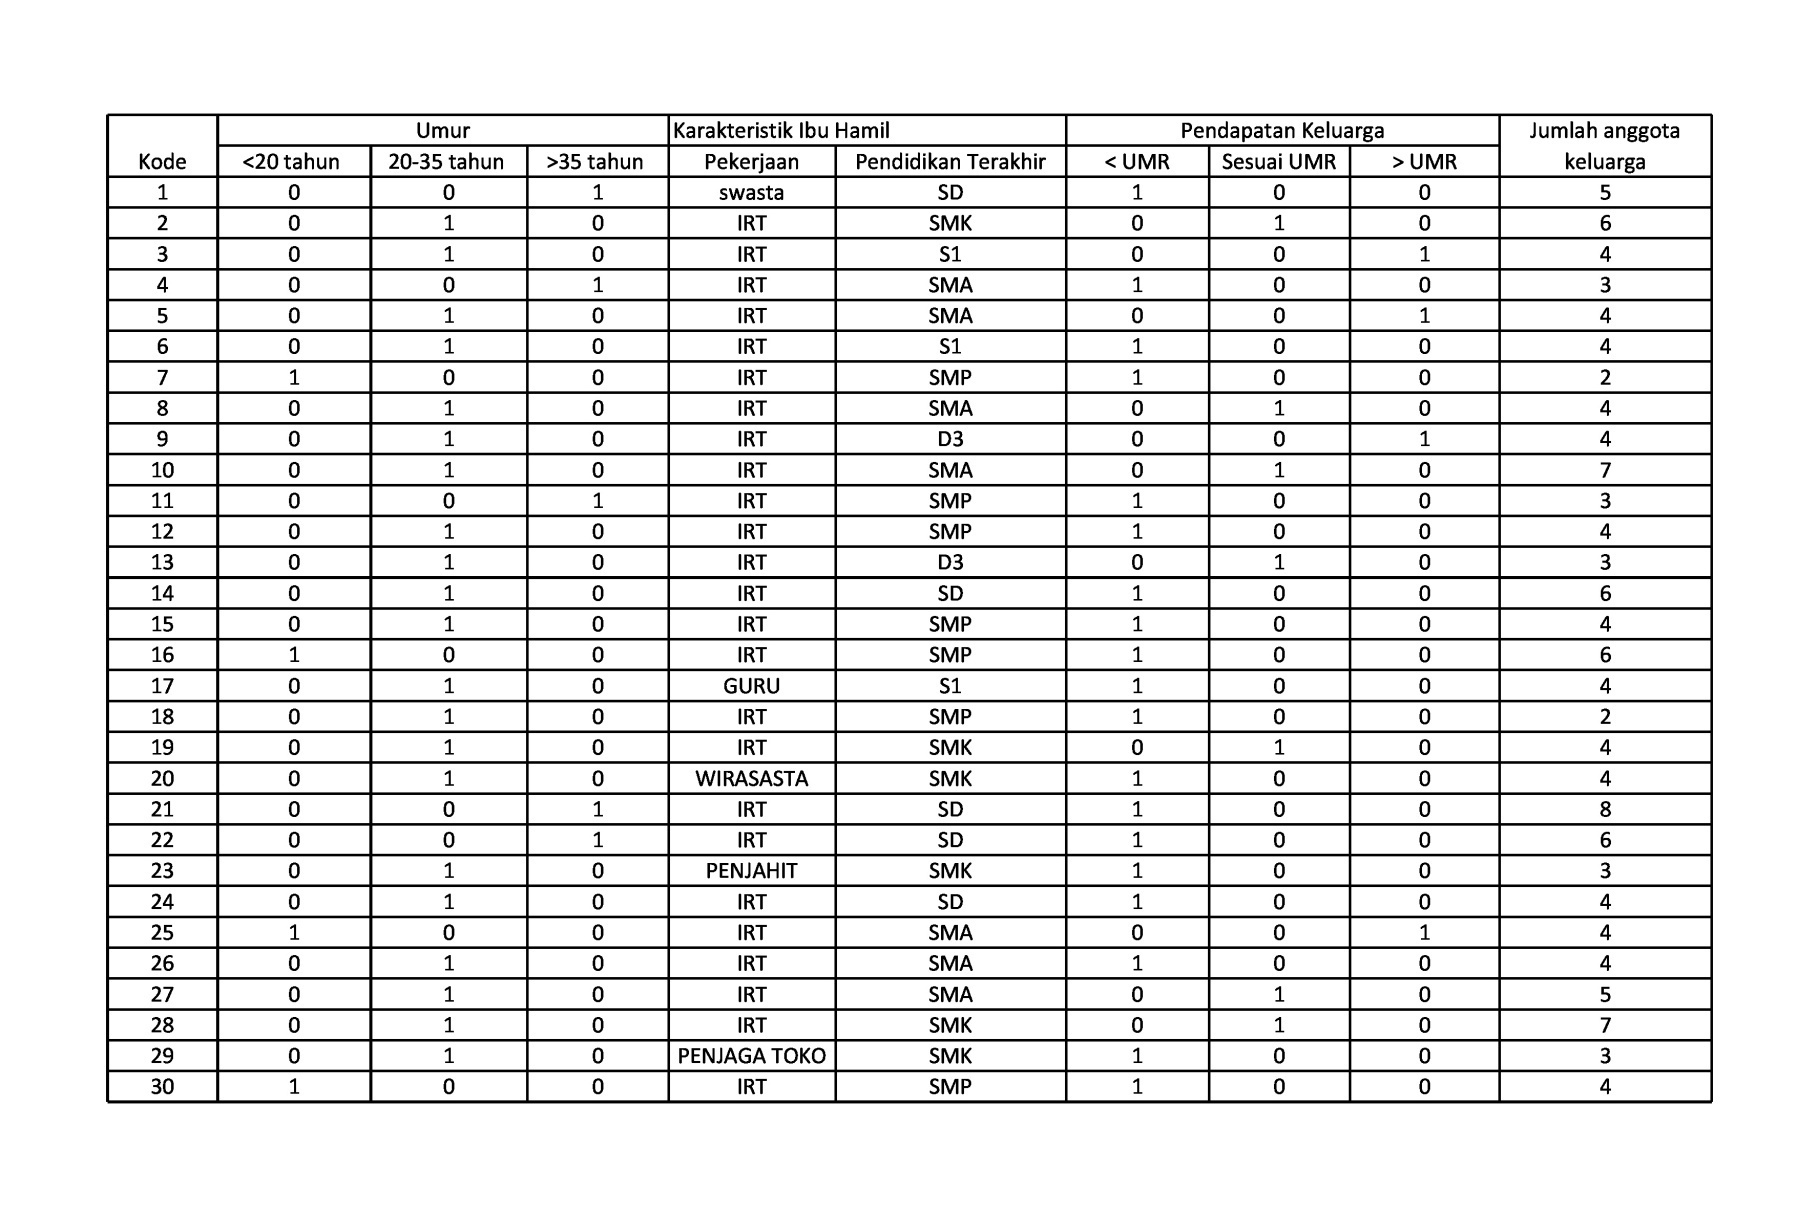 Umur Karakteristik Ibu Hamil Pendapatan Keluarga Jumlah anggota
Kode <20 tahun 20-35 tahun >35 tahun Pekerjaan Pendidikan Terakhir < UMR Sesuai UMR > UMR keluarga
1 0 0 1 swasta SD 1 0 0 5
2 0 1 0 IRT SMK 0 1 0 6
3 0 1 0 IRT S1 0 0 1 4
4 0 0 1 IRT SMA 1 0 0 3
5 0 1 0 IRT SMA 0 0 1 4
6 0 1 0 IRT S1 1 0 0 4
7 1 0 0 IRT SMP 1 0 0 2
8 0 1 0 IRT SMA 0 1 0 4
9 0 1 0 IRT D3 0 0 1 4
10 0 1 0 IRT SMA 0 1 0 7
11 0 0 1 IRT SMP 1 0 0 3
12 0 1 0 IRT SMP 1 0 0 4
13 0 1 0 IRT D3 0 1 0 3
14 0 1 0 IRT SD 1 0 0 6
15 0 1 0 IRT SMP 1 0 0 4
16 1 0 0 IRT SMP 1 0 0 6
17 0 1 0 GURU S1 1 0 0 4
18 0 1 0 IRT SMP 1 0 0 2
19 0 1 0 IRT SMK 0 1 0 4
20 0 1 0 WIRASASTA SMK 1 0 0 4
21 0 0 1 IRT SD 1 0 0 8
22 0 0 1 IRT SD 1 0 0 6
23 0 1 0 PENJAHIT SMK 1 0 0 3
24 0 1 0 IRT SD 1 0 0 4
25 1 0 0 IRT SMA 0 0 1 4
26 0 1 0 IRT SMA 1 0 0 4
27 0 1 0 IRT SMA 0 1 0 5
28 0 1 0 IRT SMK 0 1 0 7
29 0 1 0 PENJAGA TOKO SMK 1 0 0 3
30 1 0 0 IRT SMP 1 0 0 4